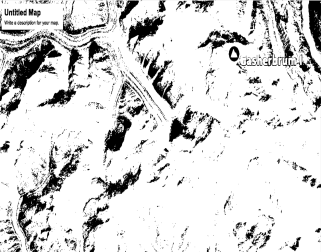 Untitled Map
Write a description for your map.
Gasherbrum I